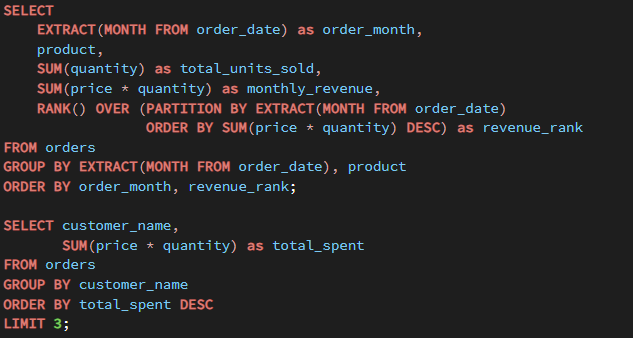 SELECT
    EXTRACT(MONTH FROM order_date) as order_month,
    product,
    SUM(quantity) as total_units_sold,
    SUM(price * quantity) as monthly_revenue,
    RANK() OVER (PARTITION BY EXTRACT(MONTH FROM order_date)
                 ORDER BY SUM(price * quantity) DESC) as revenue_rank
FROM orders
GROUP BY EXTRACT(MONTH FROM order_date), product
ORDER BY order_month, revenue_rank;

SELECT customer_name,
       SUM(price * quantity) as total_spent
FROM orders
GROUP BY customer_name
ORDER BY total_spent DESC
LIMIT 3;